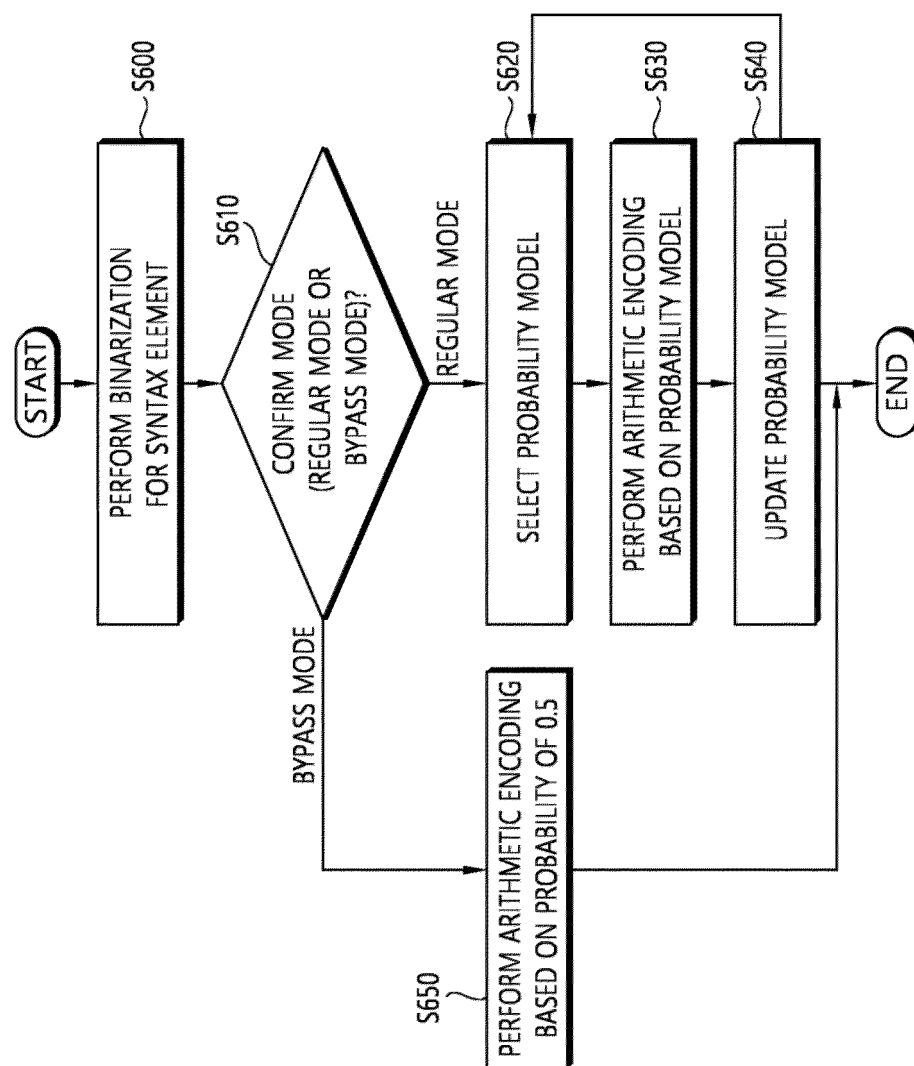 START
PERFORM BINARIZATION
FOR SYNTAX ELEMENT
S600
CONFIRM MODE
(REGULAR MODE OR
BYPASS MODE)?
S610
BYPASS MODE
REGULAR MODE
SELECT PROBABILITY MODEL
S620
PERFORM ARITHMETIC ENCODING
BASED ON PROBABILITY MODEL
S630
UPDATE PROBABILITY MODEL
S640
S650
PERFORM ARITHMETIC ENCODING
BASED ON PROBABILITY OF 0.5
END